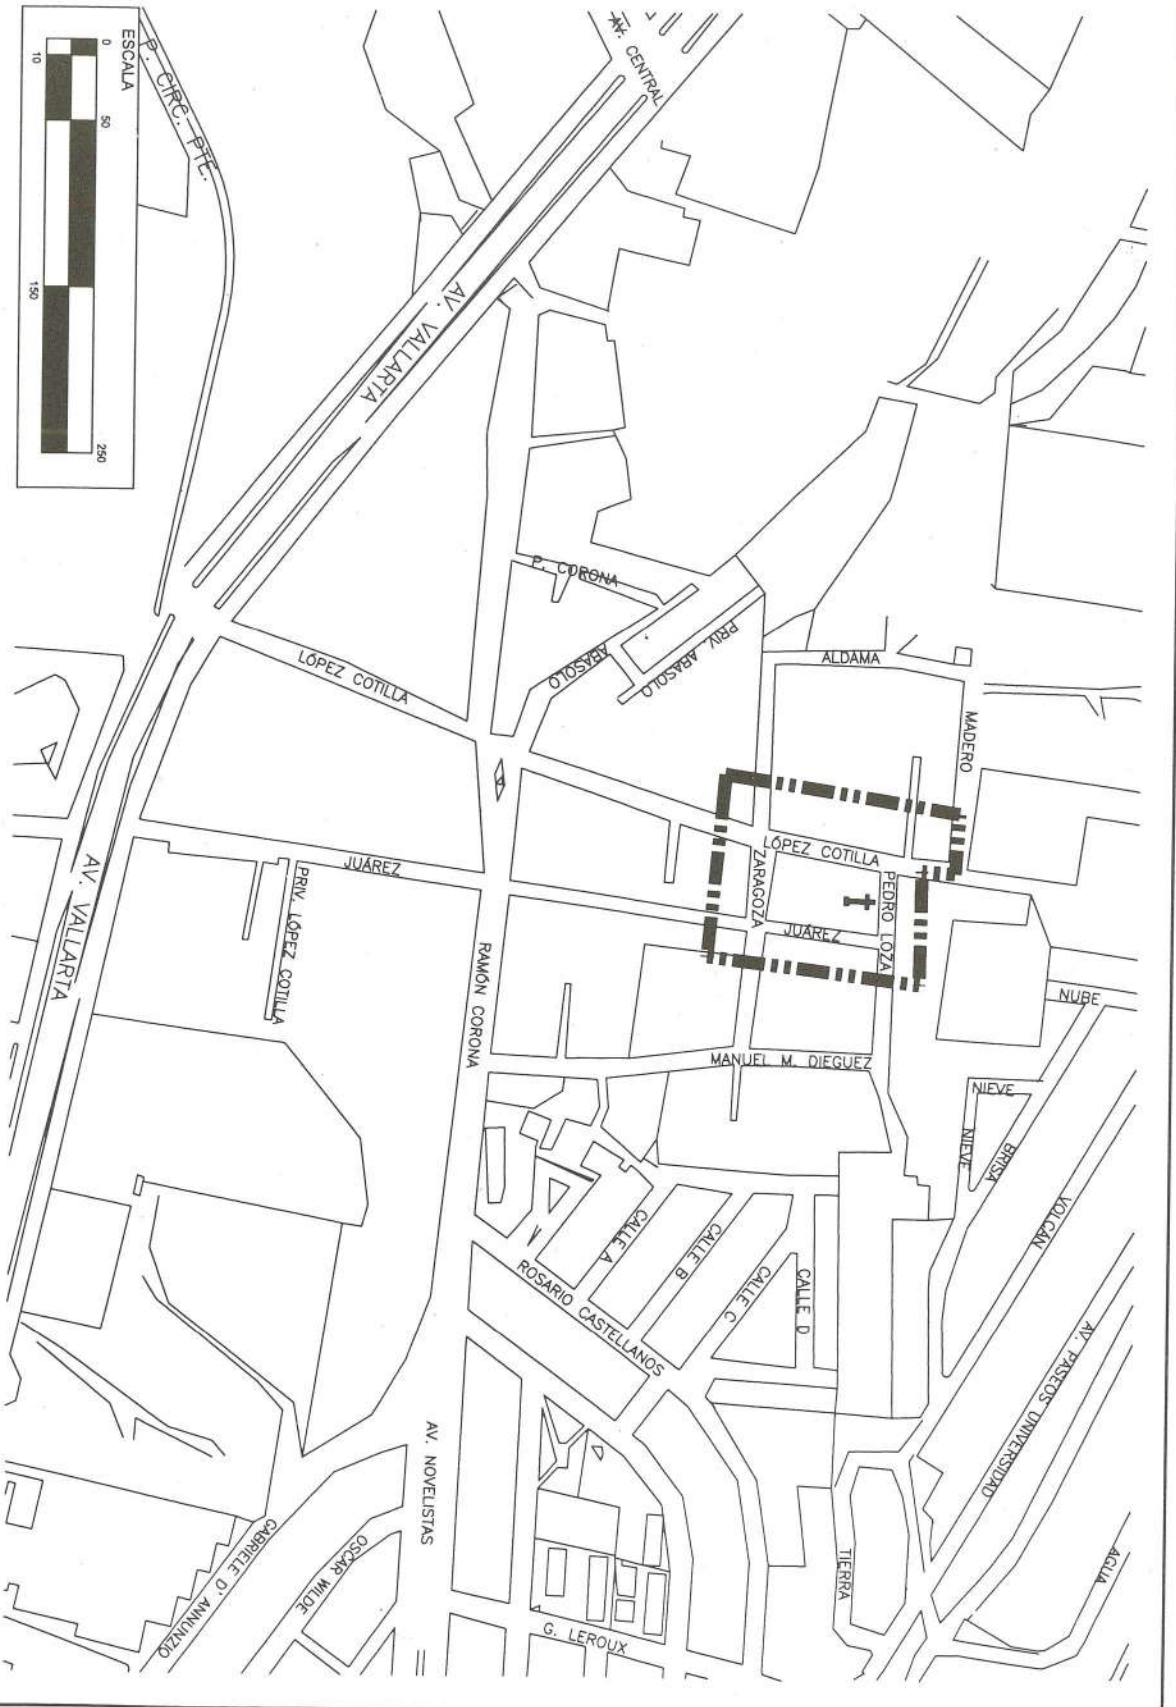 AV. CENTRAL
ESCALA
0
50
250
10
150
P. CIRC. PTE.
AV. VALLARTA
P. CORONA
PRIV. ABASOLO
ABASOLO
ALDAMA
LÓPEZ COTILLA
MADERO
LÓPEZ COTILLA
JUÁREZ
PRIV. LÓPEZ COTILLA
AV. VALLARTA
ZARAGOZA
PEDRO LOZA
JUÁREZ
RAMÓN CORONA
NUBE
MANUEL M. DIEGUEZ
NIEVE
NIEVE
BRISA
VOLCAN
CALLE A
CALLE B
CALLE C
CALLE D
ROSARIO CASTELLANOS
AV. PASEOS UNIVERSIDAD
AV. NOVELISTAS
OSCAR WILDE
GABRIELE D' ANNUNZIO
TIERRA
AGUA
G. LEROUX